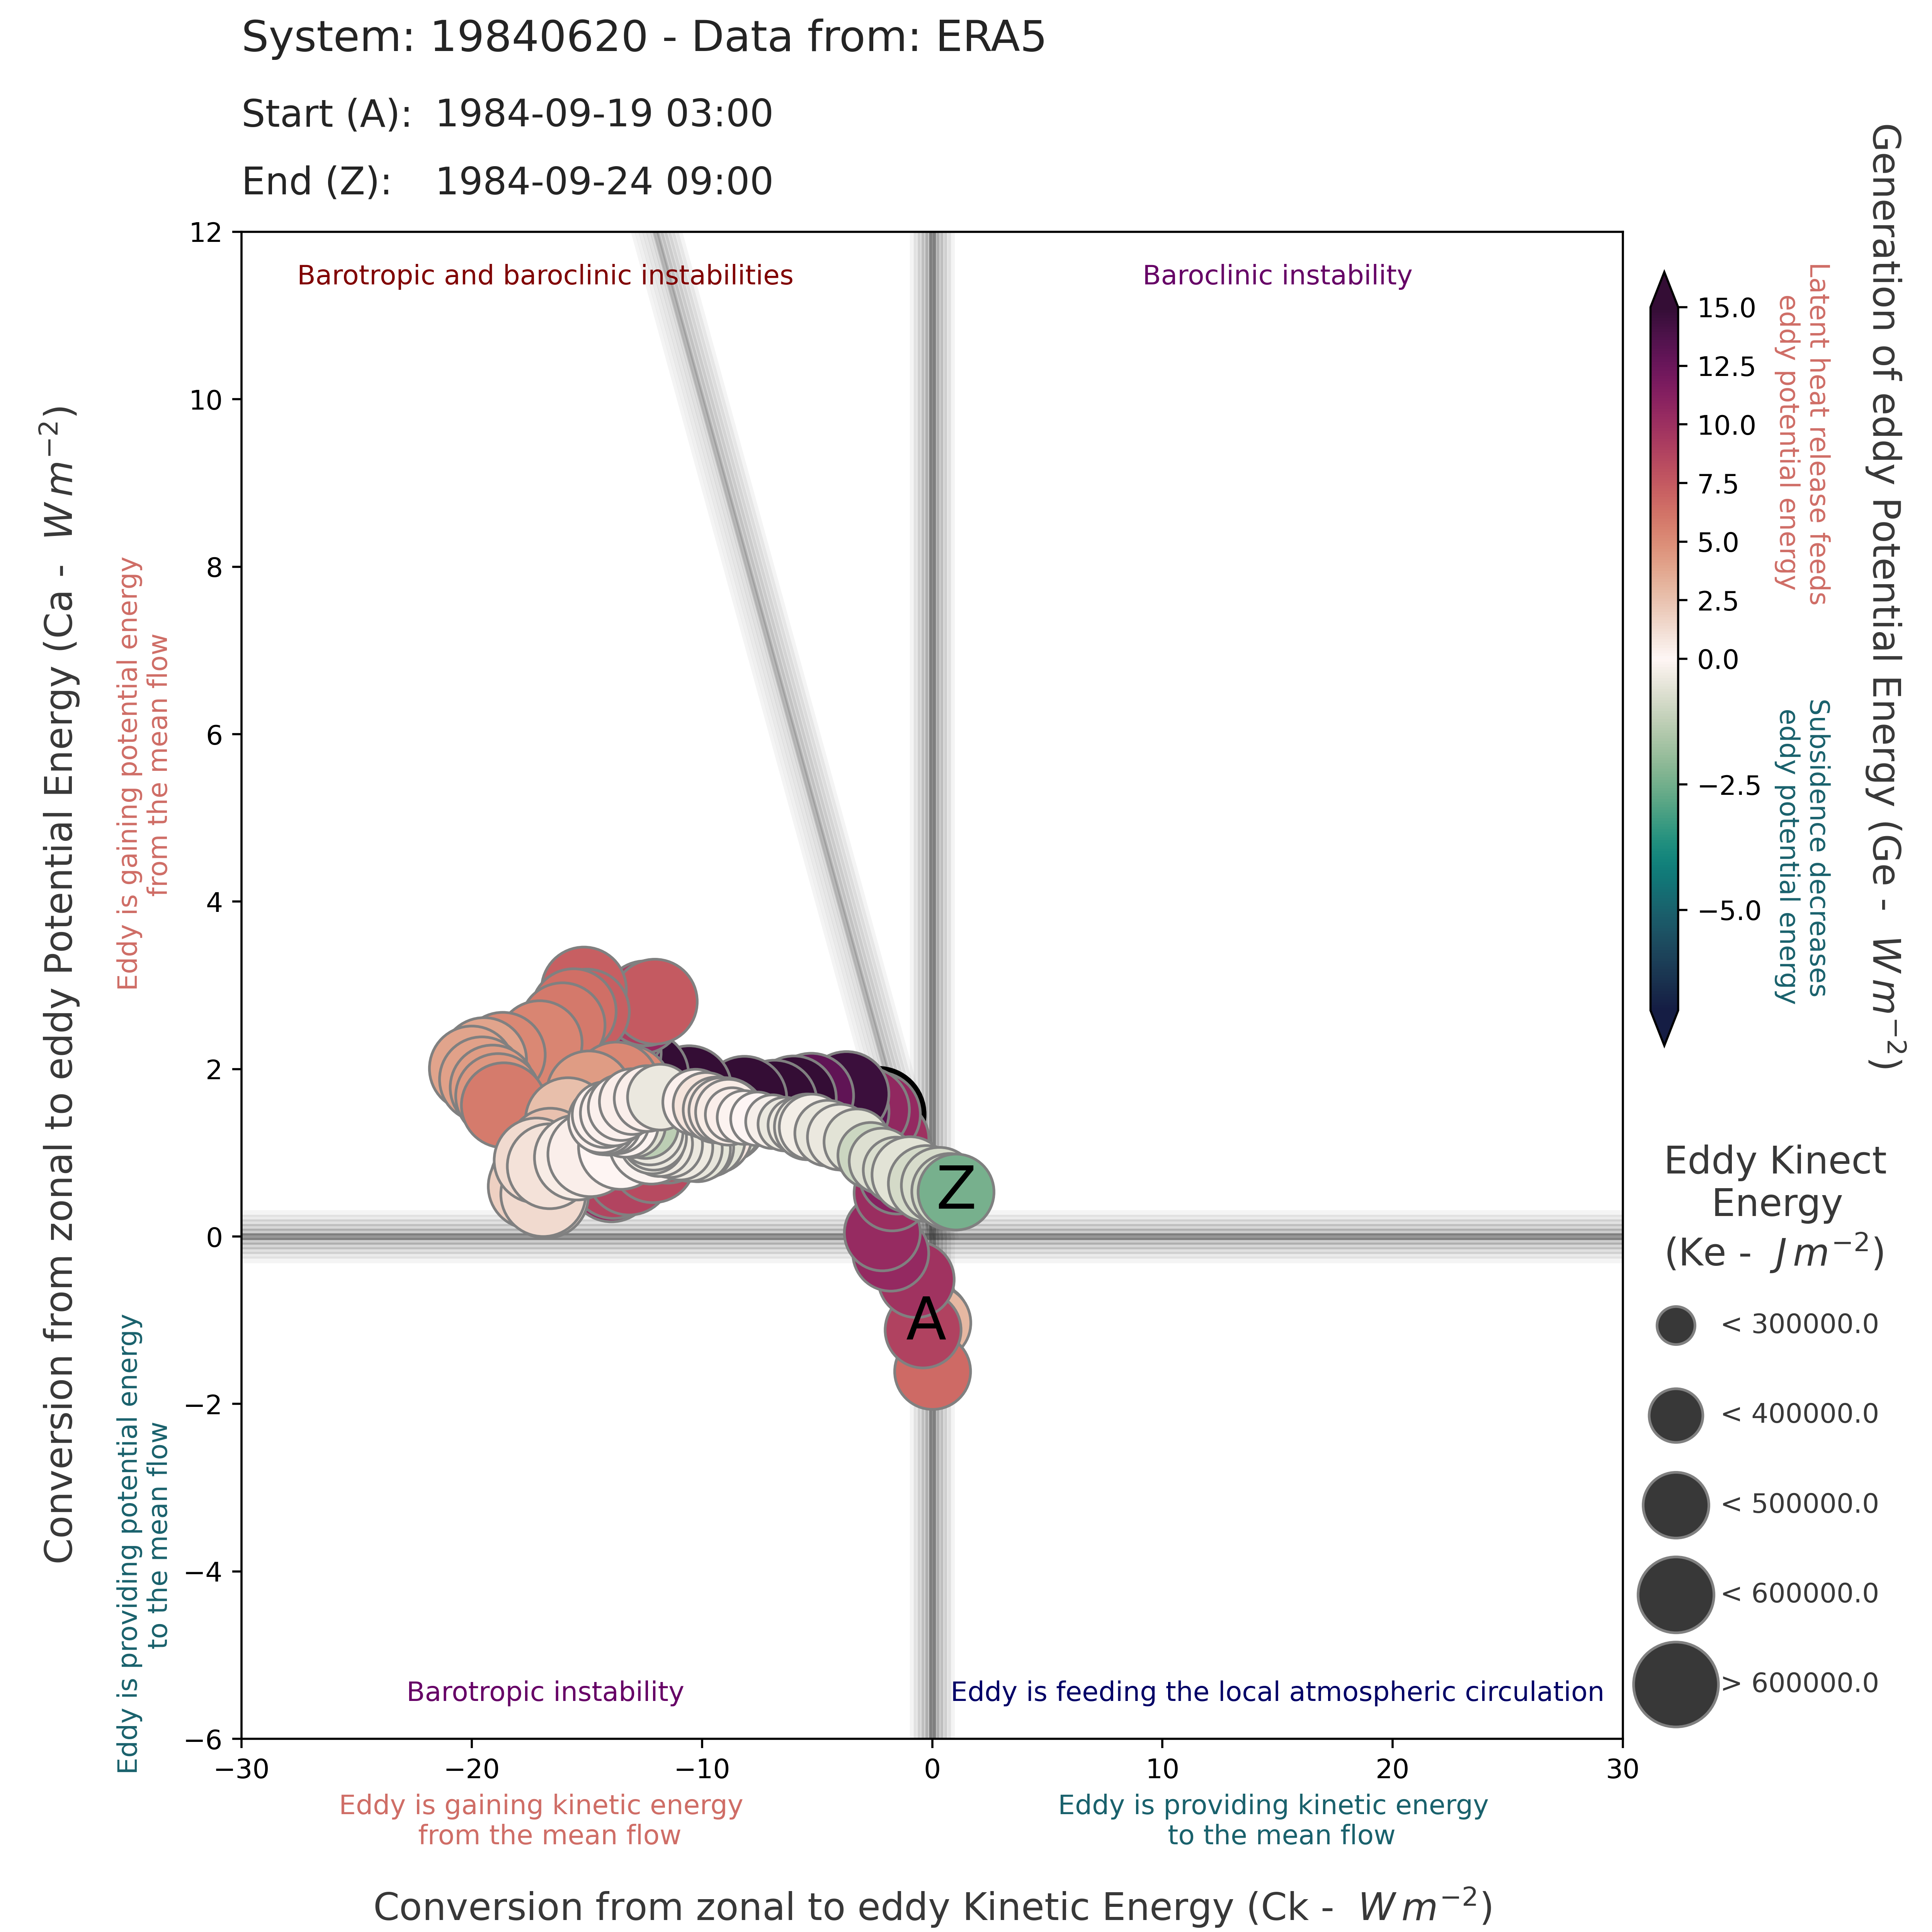 System: 19840620 - Data from: ERA5
Start (A): 1984-09-19 03:00
End (Z): 1984-09-24 09:00
Barotropic and baroclinic instabilities
Baroclinic instability
Barotropic instability
Eddy is feeding the local atmospheric circulation
A
Z
12
10
8
6
4
2
0
−2
−4
−6
−30
−20
−10
0
10
20
30
Conversion from zonal to eddy Potential Energy (Ca - W m⁻²)
Eddy is gaining potential energy
from the mean flow
Eddy is providing potential energy
to the mean flow
Eddy is gaining kinetic energy
from the mean flow
Eddy is providing kinetic energy
to the mean flow
Conversion from zonal to eddy Kinetic Energy (Ck - W m⁻²)
15.0
12.5
10.0
7.5
5.0
2.5
0.0
−2.5
−5.0
Latent heat release feeds
eddy potential energy
Subsidence decreases
eddy potential energy
Generation of eddy Potential Energy (Ge - W m⁻²)
Eddy Kinect
Energy
(Ke - J m⁻²)
< 300000.0
< 400000.0
< 500000.0
< 600000.0
> 600000.0